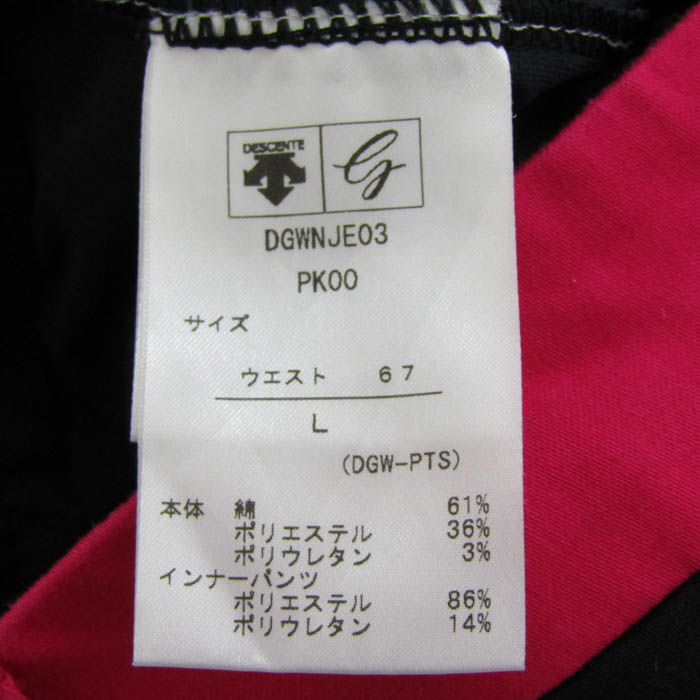 DESCENTE
DGWNJE03
PK00
サイズ
ウエスト 67
L
(DGW-PTS)
本体 綿 61%
ポリエステル 36%
ポリウレタン 3%
インナーパンツ
ポリエステル 86%
ポリウレタン 14%